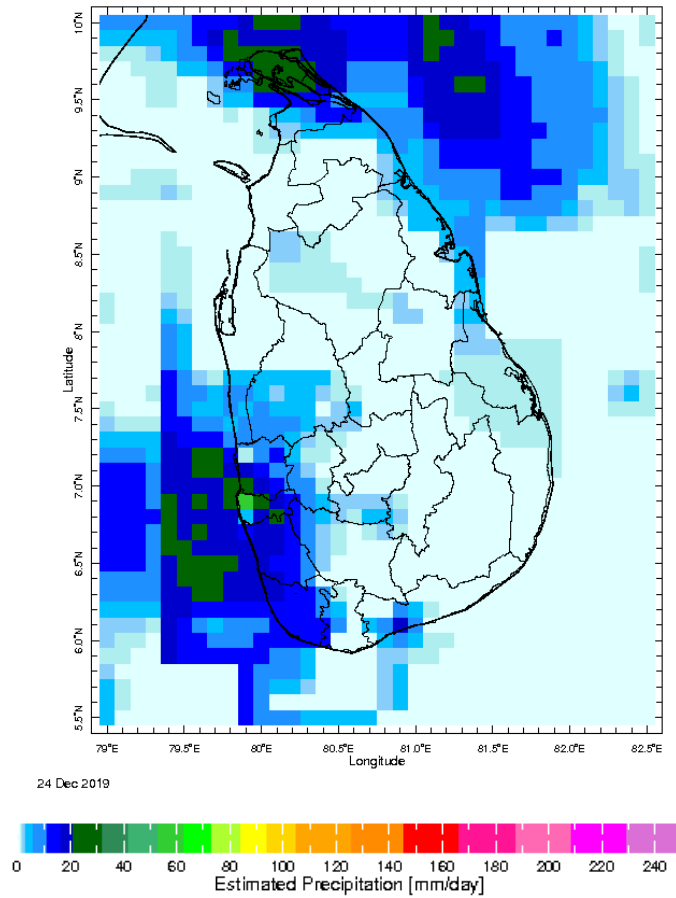 10°N
9.5°N
9°N
8.5°N
8°N
7.5°N
7.0°N
6.5°N
6.0°N
5.5°N
Latitude
79°E 79.5°E 80°E 80.5°E 81.0°E 81.5°E 82.0°E 82.5°E
Longitude
24 Dec 2019
0 20 40 60 80 100 120 140 160 180 200 220 240
Estimated Precipitation [mm/day]